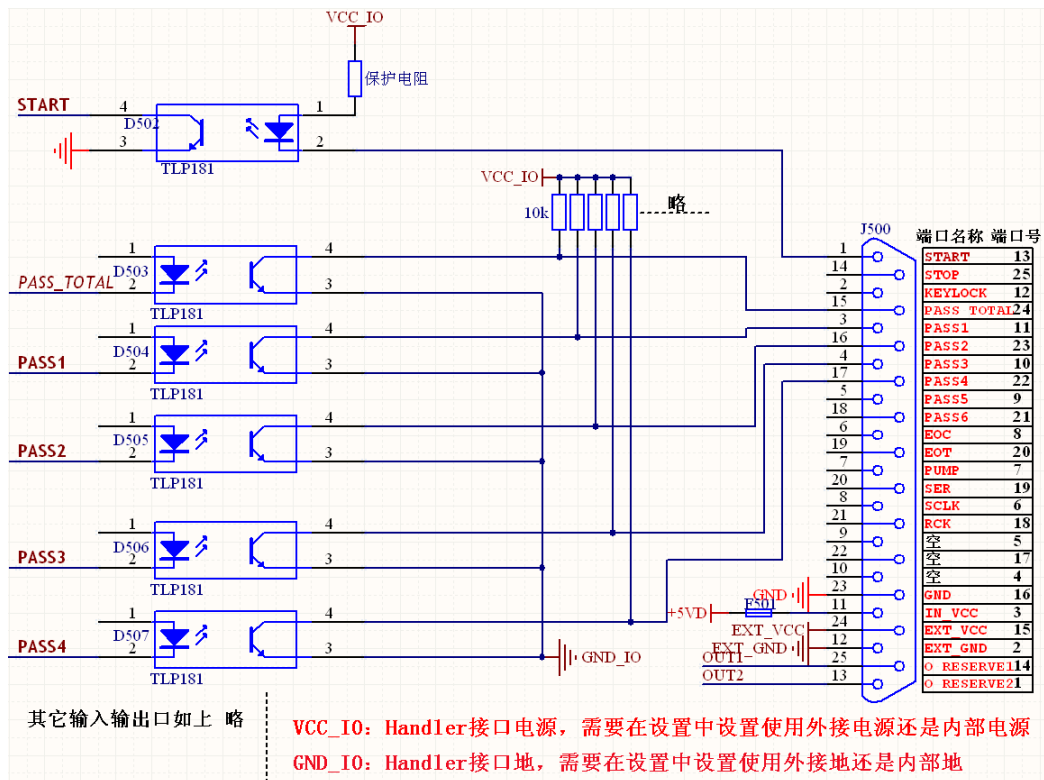 VCC_IO
保护电阻
START
4
D502
3
1
2
TLP181
VCC_IO
10k
略
1
D503
PASS_TOTAL
2
4
3
TLP181
1
D504
PASS1
2
4
3
TLP181
1
D505
PASS2
2
4
3
TLP181
1
D506
PASS3
2
4
3
TLP181
1
D507
PASS4
2
4
3
TLP181
GND_IO
J500
端口名称 端口号
1
14
2
15
3
16
4
17
5
18
6
19
7
20
8
21
9
22
10
23
11
24
12
25
13
START 13
STOP 25
KEYLOCK 12
PASS TOTAL 24
PASS1 11
PASS2 23
PASS3 10
PASS4 22
PASS5 9
PASS6 21
EOC 8
EOT 20
PUMP 7
SER 19
SCLK 6
RCK 18
空 5
空 17
空 4
GND 16
IN_VCC 3
EXT_VCC 15
EXT_GND 2
O RESERVE1 14
O RESERVE2 1
GND
+5VD
F501
EXT_VCC
EXT_GND
OUT1
OUT2
其它输入输出口如上 略
VCC_IO: Handler接口电源，需要在设置中设置使用外接电源还是内部电源
GND_IO: Handler接口地，需要在设置中设置使用外接地还是内部地